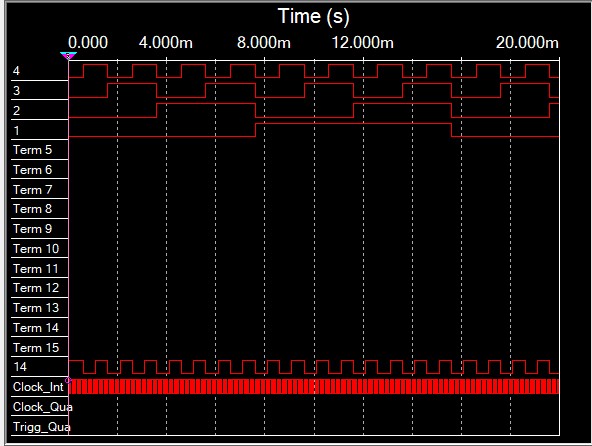 Time (s)
0.000 4.000m 8.000m 12.000m 20.000m
4
3
2
1
Term 5
Term 6
Term 7
Term 8
Term 9
Term 10
Term 11
Term 12
Term 13
Term 14
Term 15
14
Clock_Int
Clock_Qua
Trigg_Qua